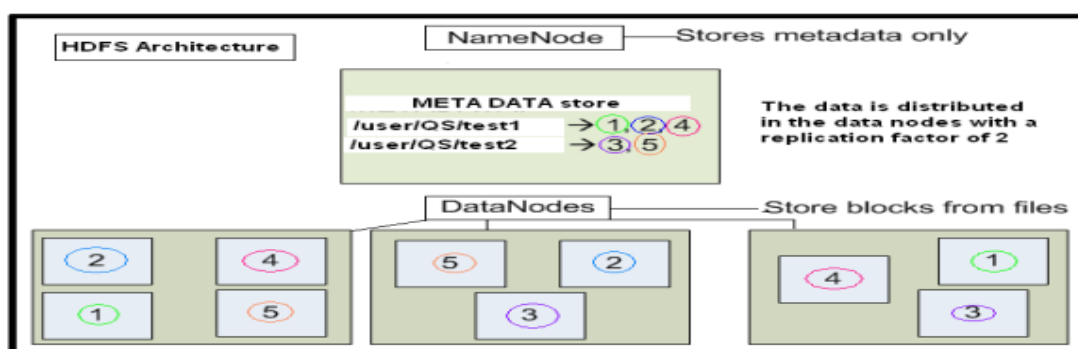 HDFS Architecture
NameNode
Stores metadata only
META DATA store
/user/QS/test1 → 1, 2, 4
/user/QS/test2 → 3, 5
The data is distributed
in the data nodes with a
replication factor of 2
DataNodes
Store blocks from files
2 4
1 5
5 2
3
1
4
3